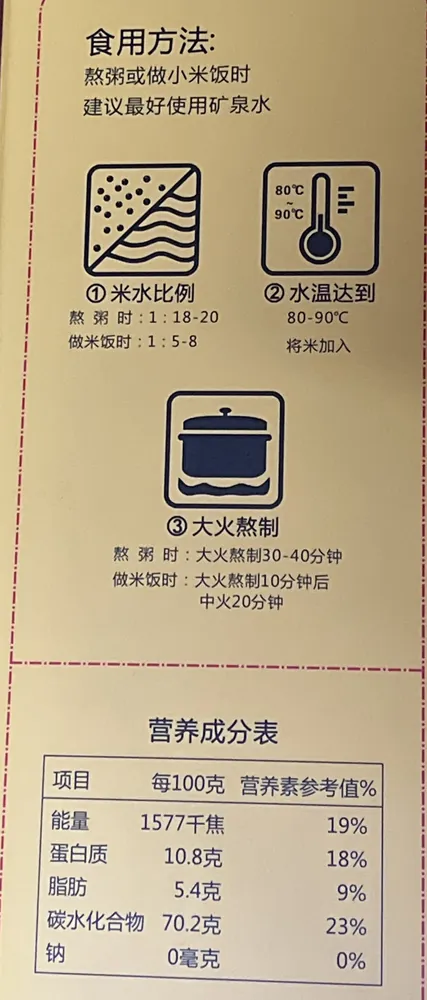 食用方法:
熬粥或做小米饭时
建议最好使用矿泉水
80℃
~
90℃
①米水比例
熬 粥 时：1：18-20
做米饭时：1：5-8
②水温达到
80-90℃
将米加入
③大火熬制
熬 粥 时：大火熬制30-40分钟
做米饭时：大火熬制10分钟后
中火20分钟
营养成分表
项目 每100克 营养素参考值%
能量 1577千焦 19%
蛋白质 10.8克 18%
脂肪 5.4克 9%
碳水化合物 70.2克 23%
钠 0毫克 0%